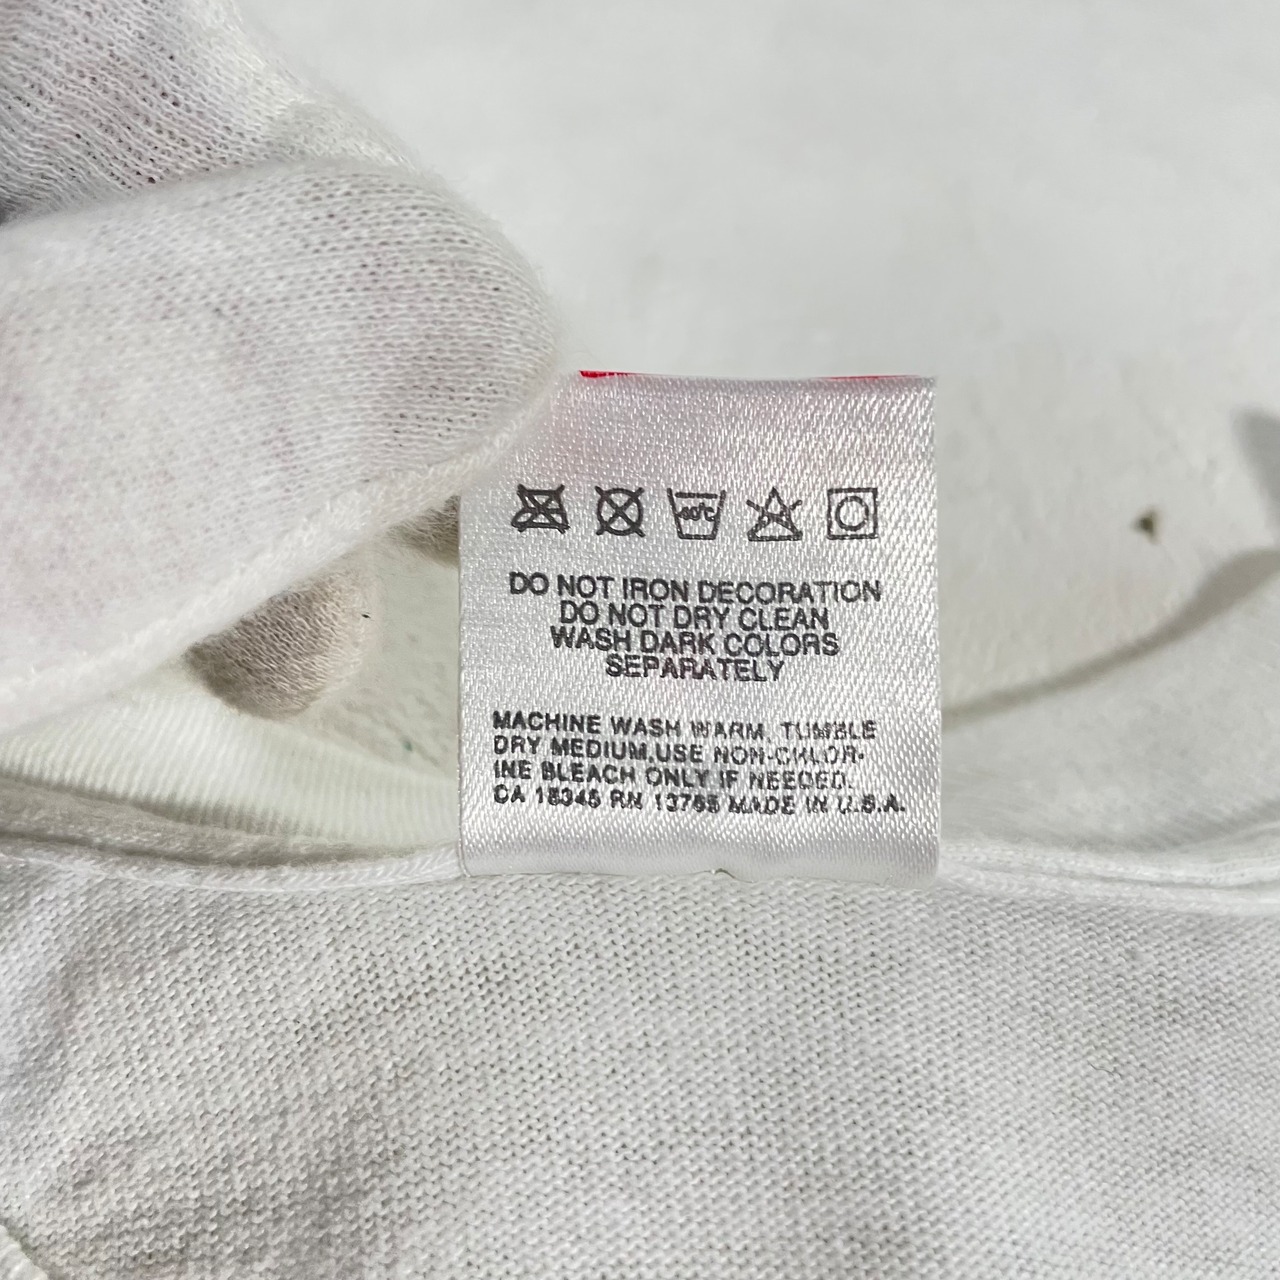 60°C
DO NOT IRON DECORATION
DO NOT DRY CLEAN
WASH DARK COLORS
SEPARATELY
MACHINE WASH WARM, TUMBLE
DRY MEDIUM.USE NON-CHLOR-
INE BLEACH ONLY IF NEEDED.
CA 18345 RN 13765 MADE IN U.S.A.